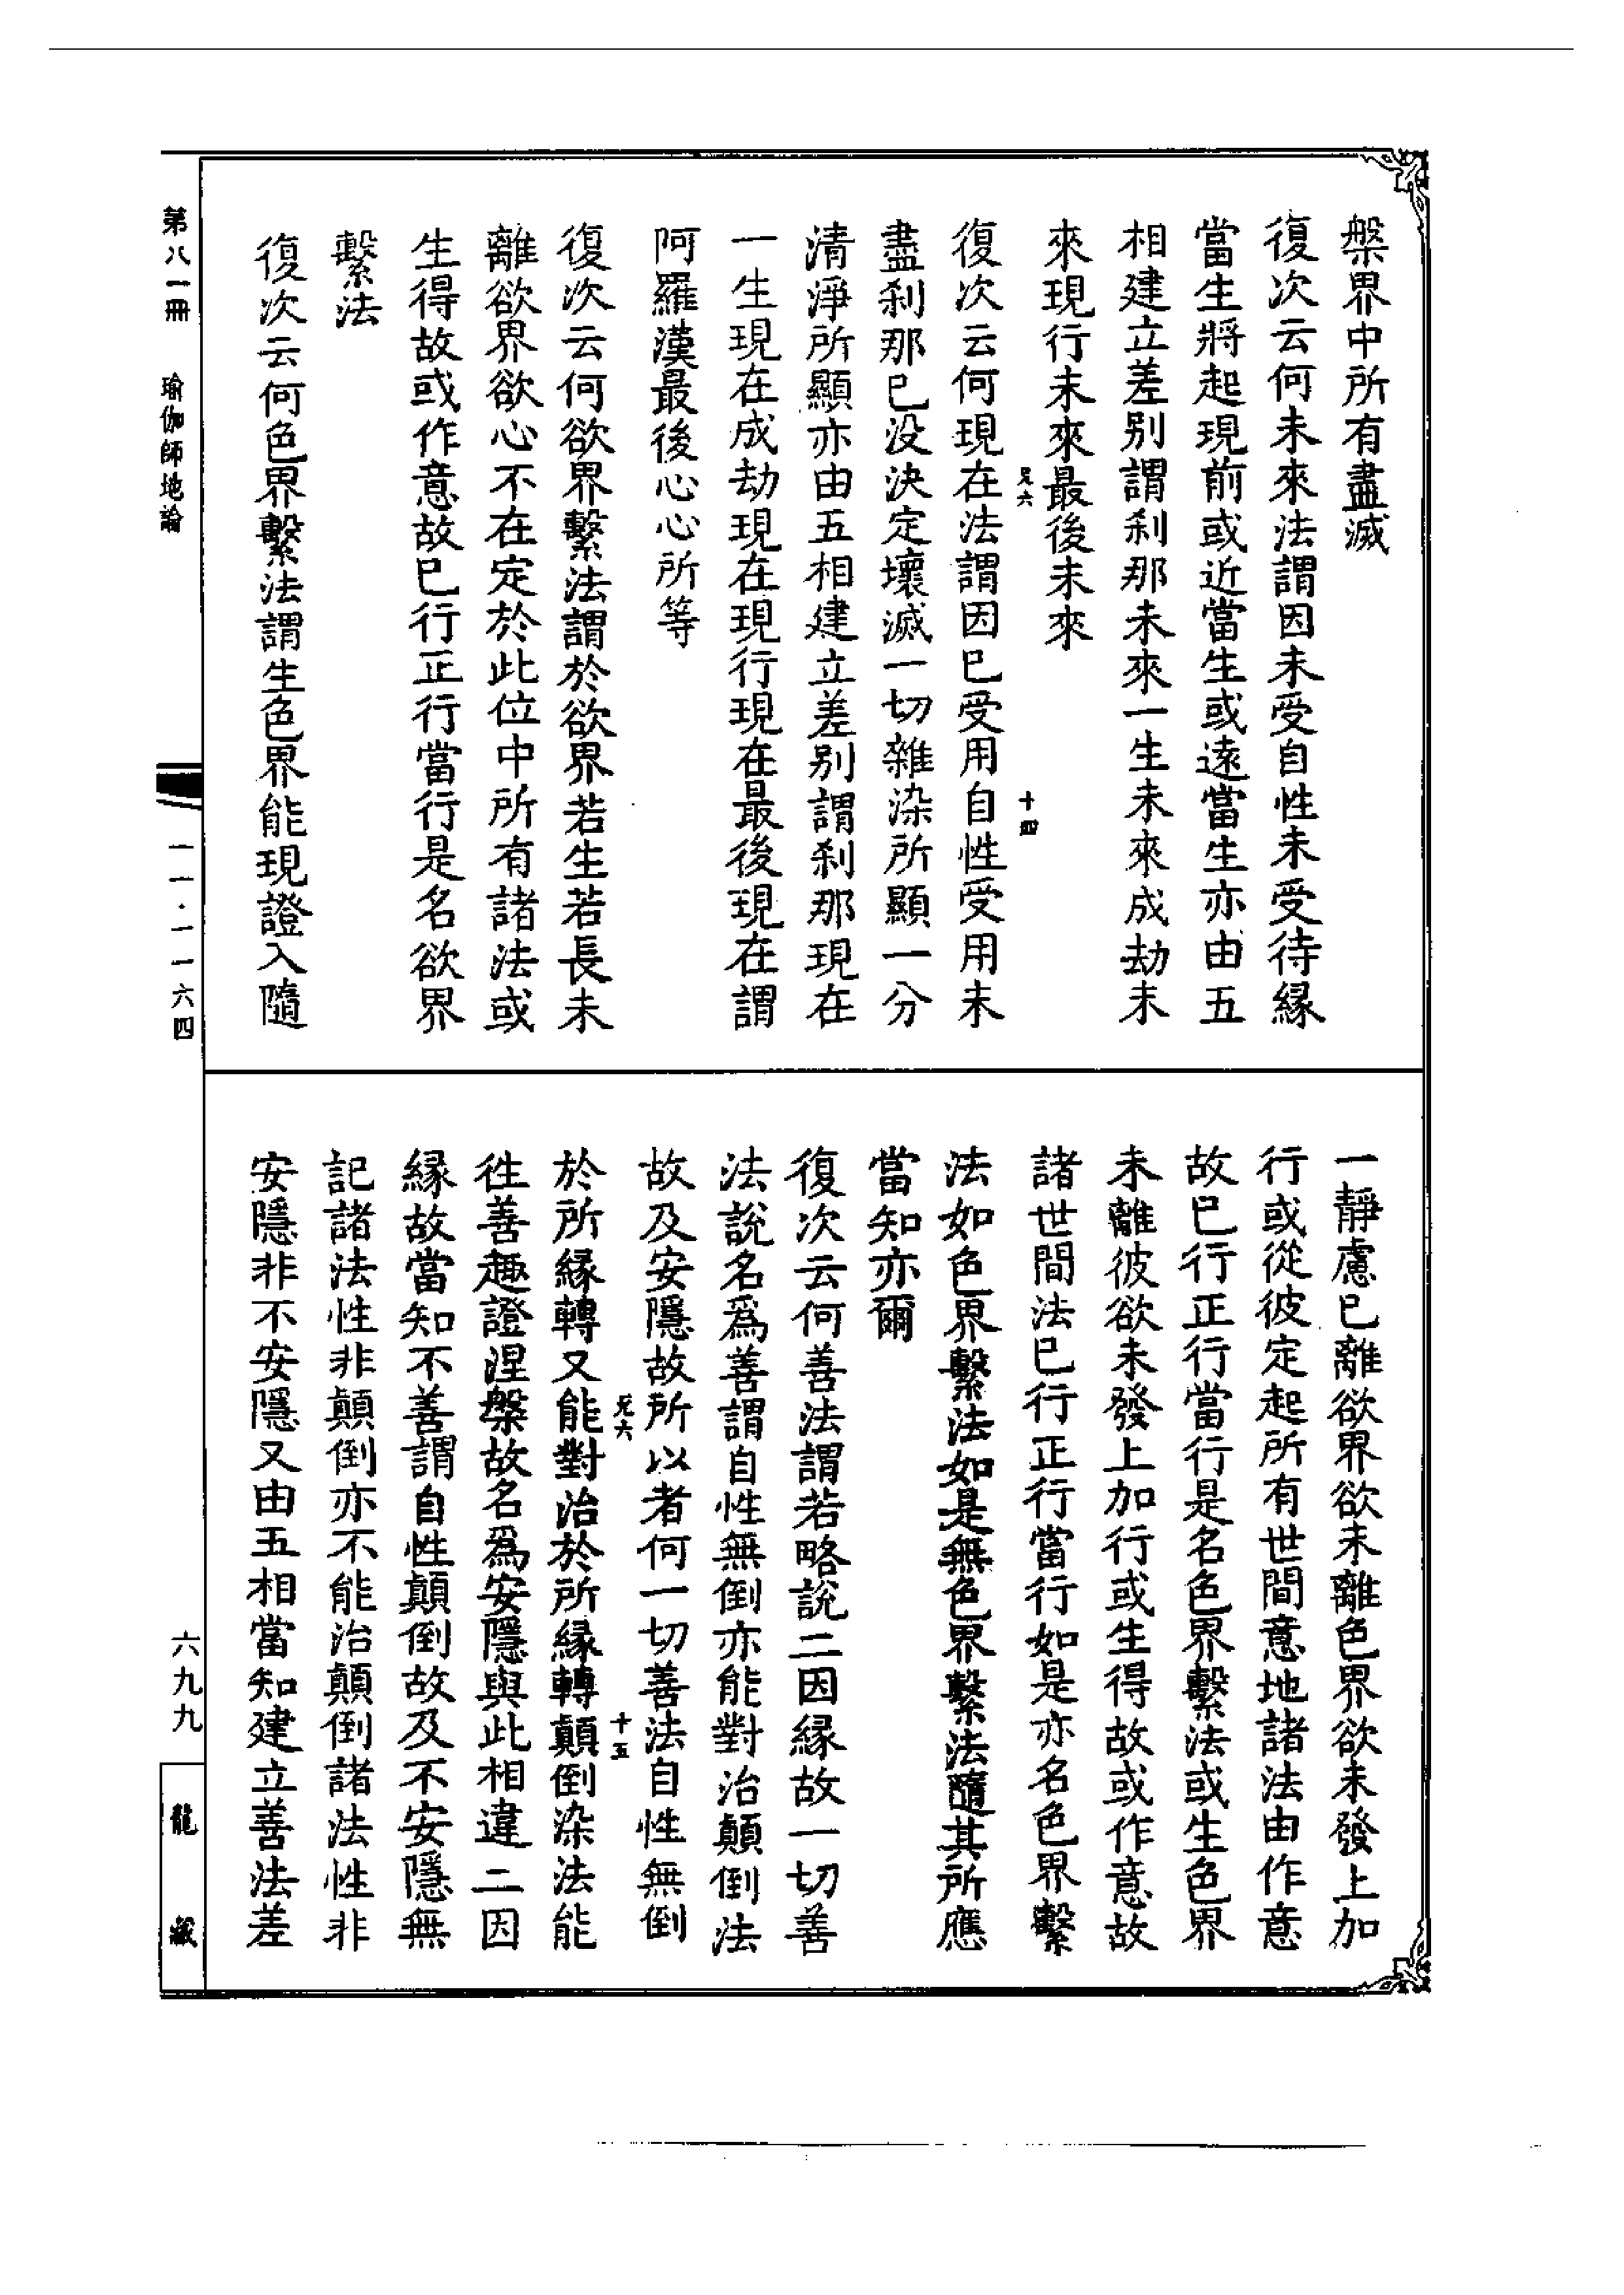 槃界中所有盡滅
復次云何未來法謂因未受自性未受待緣
當生將起現前或近當生或遠當生亦由五
相建立差別謂刹那未來一生未來成劫未
來現行未來最後未來
兄六
十四
復次云何現在法謂因已受用自性受用未
盡刹那已没決定壞滅一切雜染所顯一分
清淨所顯亦由五相建立差別謂刹那現在
一生現在成劫現在現行現在最後現在謂
阿羅漢最後心心所等
復次云何欲界繫法謂於欲界若生若長未
離欲界欲心不在定於此位中所有諸法或
生得故或作意故已行正行當行是名欲界
繫法
復次云何色界繫法謂生色界能現證入隨
一靜慮已離欲界欲未離色界欲未發上加
行或從彼定起所有世間意地諸法由作意
故已行正行當行是名色界繫法或生色界
未離彼欲未發上加行或生得故或作意故
諸世間法已行正行當行如是亦名色界繫
法如色界繫法如是無色界繫法隨其所應
當知亦爾
復次云何善法謂若略説二因緣故一切善
法説名爲善謂自性無倒亦能對治顛倒法
故及安隱故所以者何一切善法自性無倒
兄六
十五
於所緣轉又能對治於所緣轉顛倒染法能
徃善趣證涅槃故名爲安隱與此相違二因
緣故當知不善謂自性顛倒故及不安隱無
記諸法性非顛倒亦不能治顛倒諸法性非
安隱非不安隱又由五相當知建立善法差
第八一冊
瑜伽師地論
一一·一一六四
六九九
龍藏